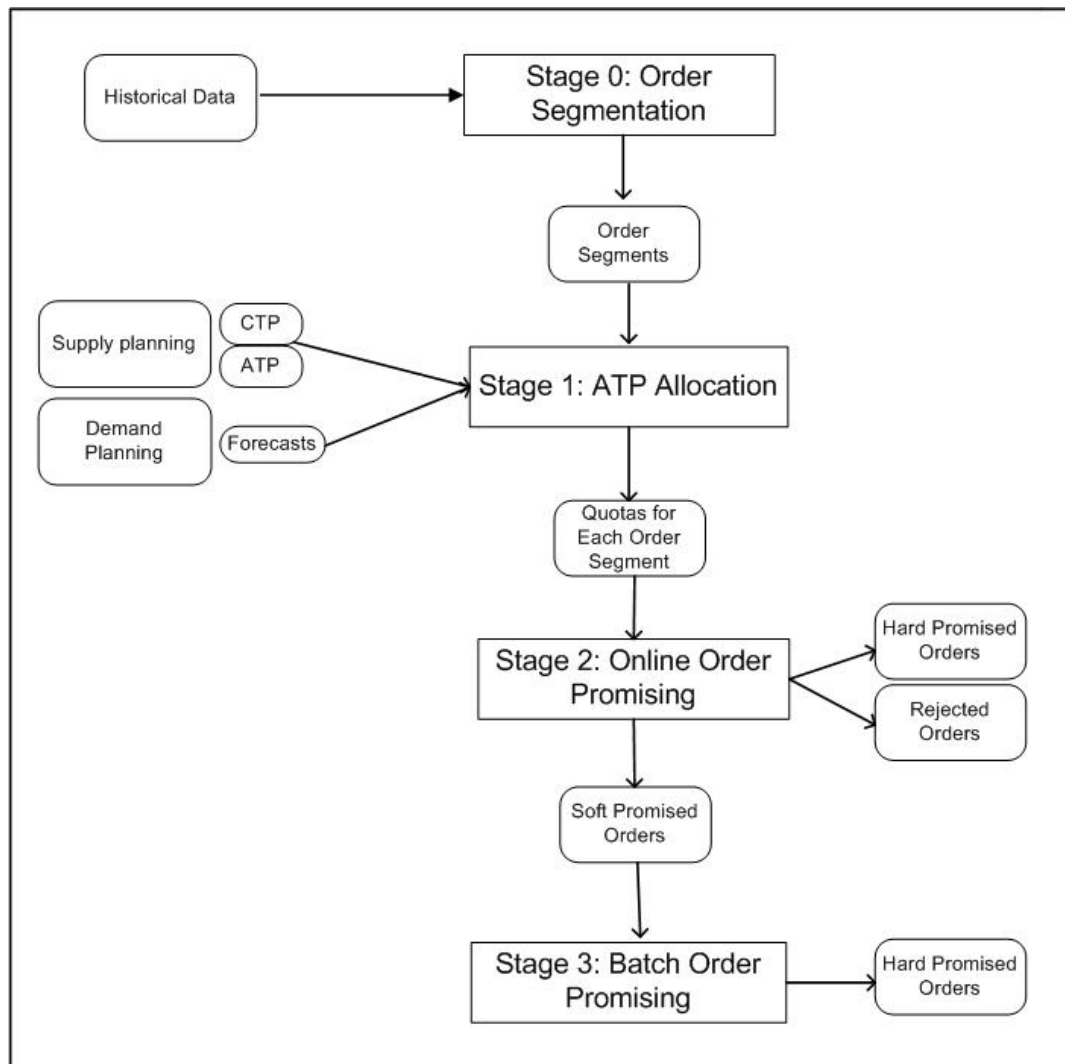 Historical Data
Stage 0: Order
Segmentation
Order
Segments
Supply planning
CTP
ATP
Demand
Planning
Forecasts
Stage 1: ATP Allocation
Quotas for
Each Order
Segment
Stage 2: Online Order
Promising
Hard Promised
Orders
Rejected
Orders
Soft Promised
Orders
Stage 3: Batch Order
Promising
Hard Promised
Orders